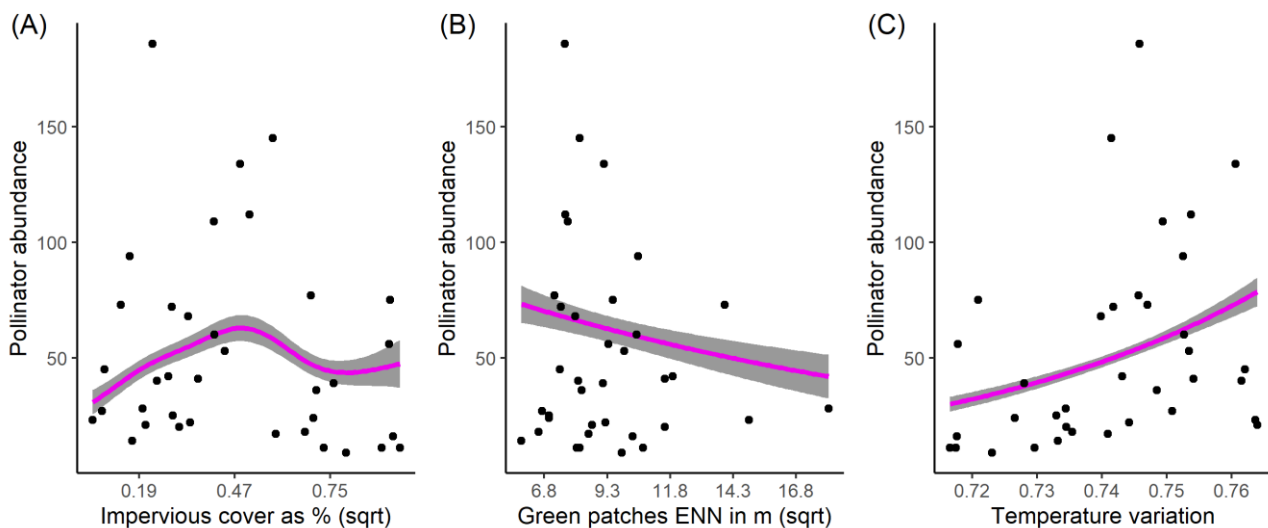 (A)
Pollinator abundance
150
100
50
0.19 0.47 0.75
Impervious cover as % (sqrt)
(B)
Pollinator abundance
150
100
50
6.8 9.3 11.8 14.3 16.8
Green patches ENN in m (sqrt)
(C)
Pollinator abundance
150
100
50
0.72 0.73 0.74 0.75 0.76
Temperature variation